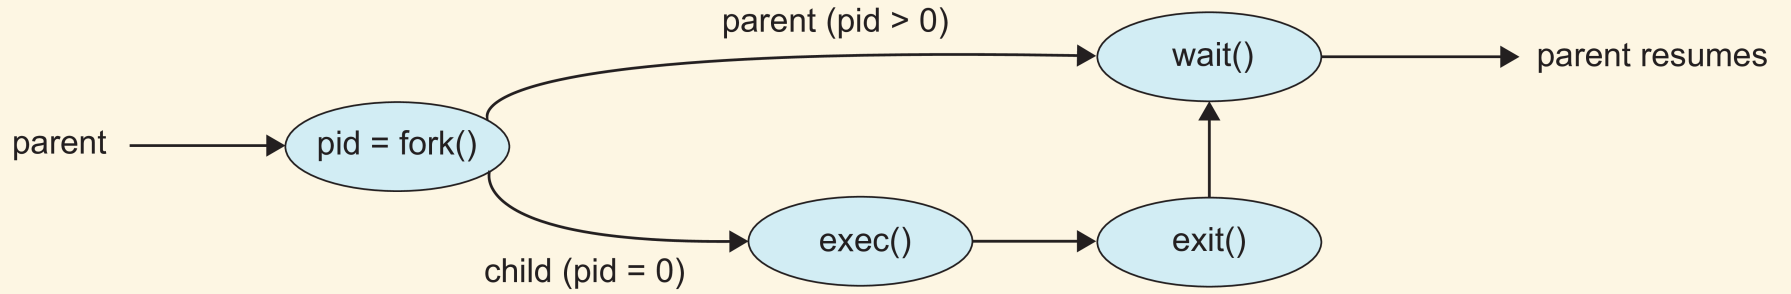 parent
pid = fork()
parent (pid > 0)
wait()
parent resumes
child (pid = 0)
exec()
exit()